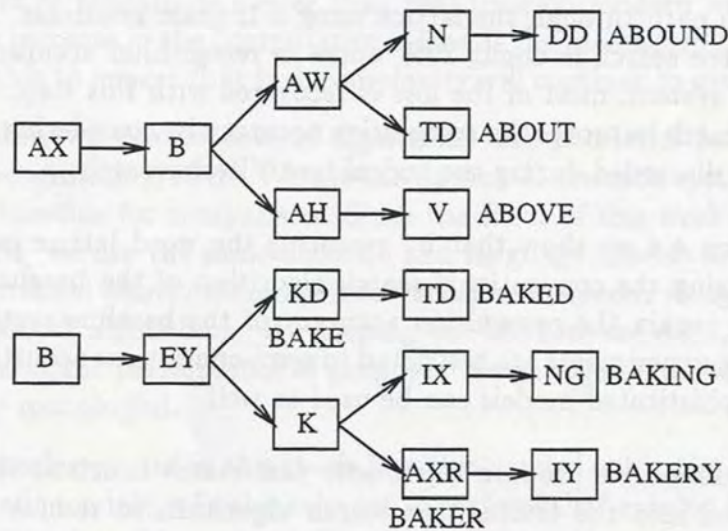 N DD ABOUND
AW
AX B TD ABOUT
AH V ABOVE
KD TD BAKED
BAKE
B EY
IX NG BAKING
K
AXR IY BAKERY
BAKER